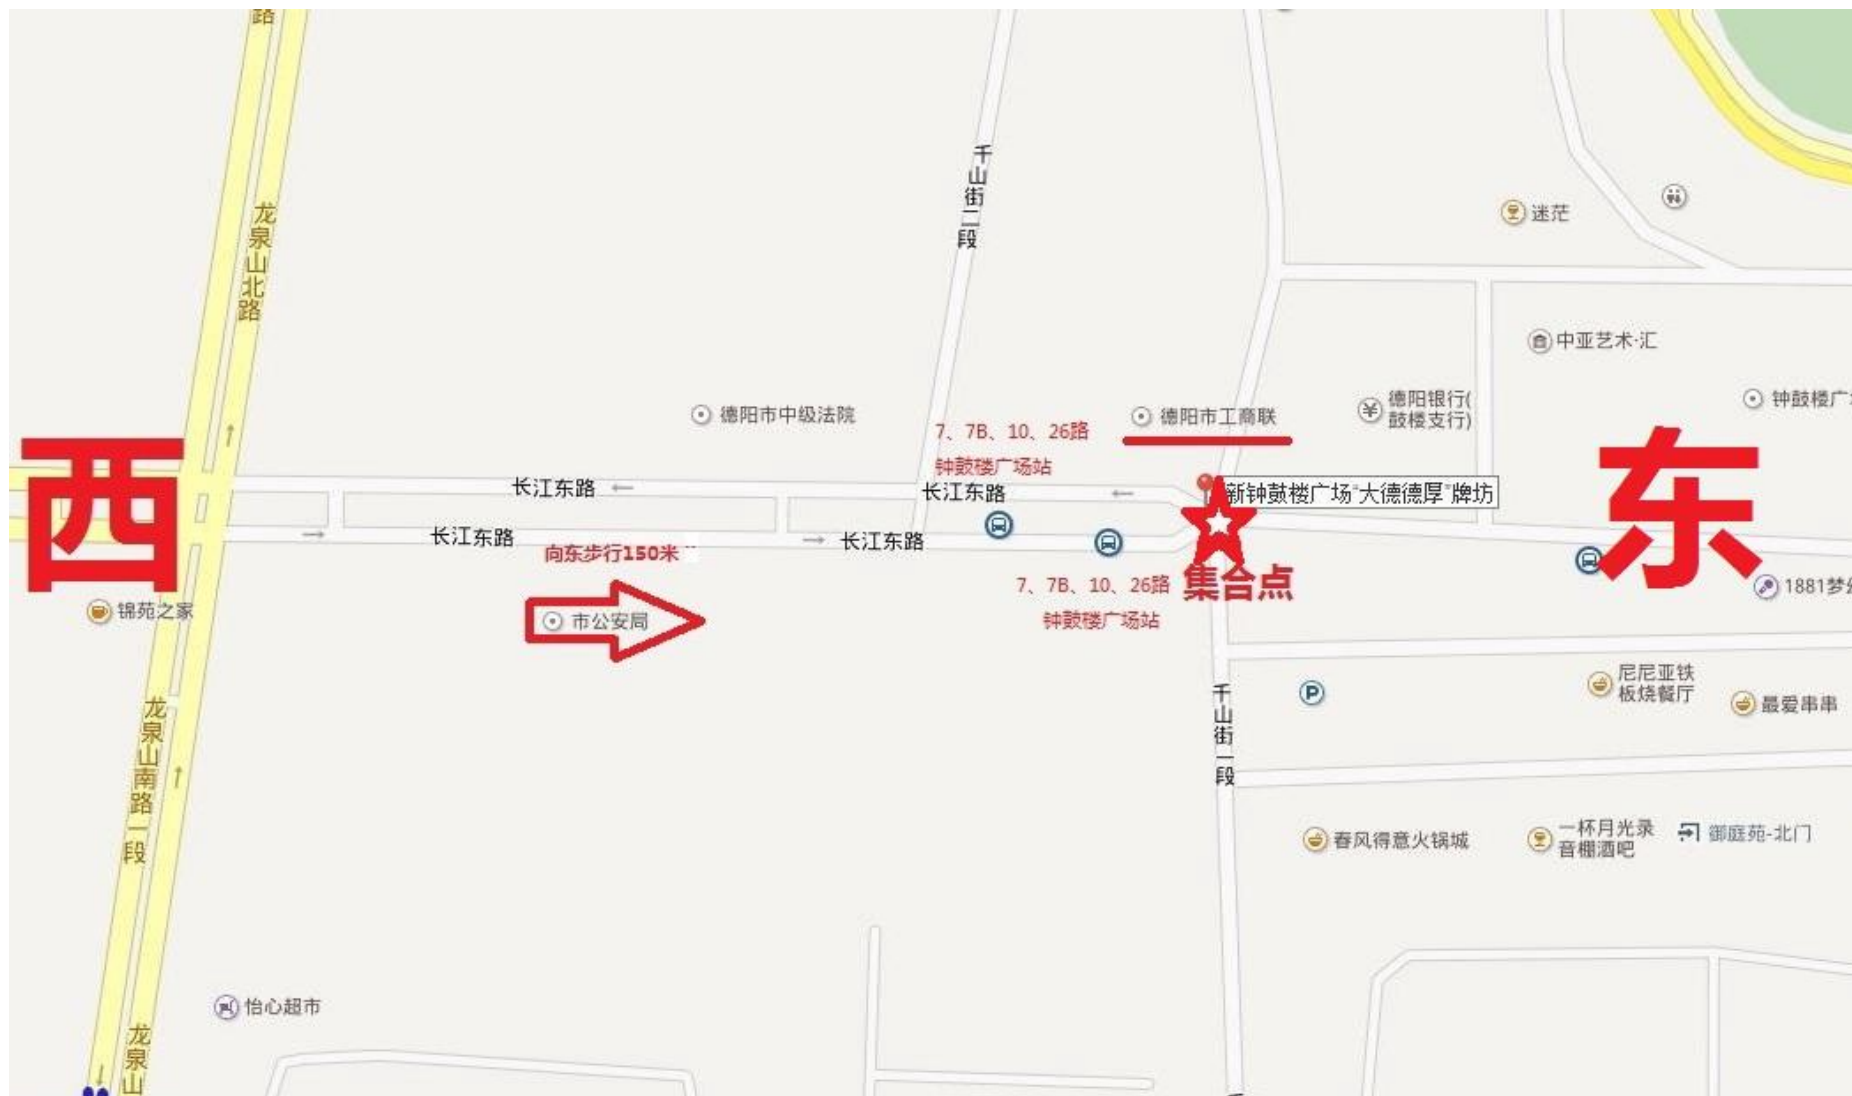 路
千山街二段
龙泉山北路
迷茫
中亚艺术·汇
德阳银行(
鼓楼支行)
钟鼓楼广
德阳市中级法院
德阳市工商联
7、7B、10、26路
钟鼓楼广场站
西
东
长江东路
长江东路
新钟鼓楼广场“大德德厚”牌坊
长江东路
长江东路
向东步行150米
7、7B、10、26路
钟鼓楼广场站
集合点
1881梦幻
锦苑之家
市公安局
P
尼尼亚铁
板烧餐厅
最爱串串
千山街一段
龙泉山南路一段
春风得意火锅城
一杯月光录
音棚酒吧
御庭苑-北门
怡心超市
龙泉山